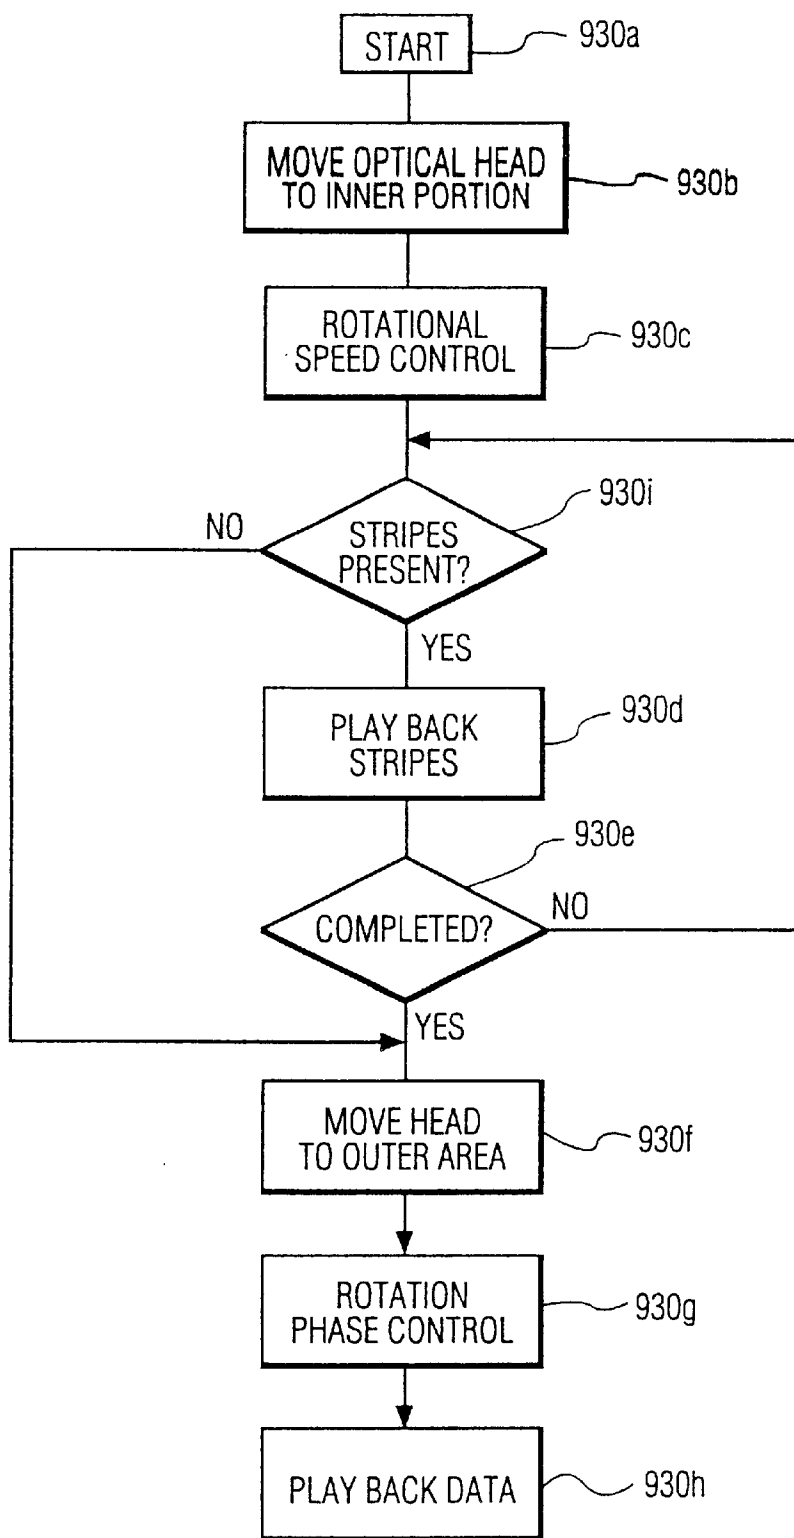 START
930a
MOVE OPTICAL HEAD
TO INNER PORTION
930b
ROTATIONAL
SPEED CONTROL
930c
930i
NO
STRIPES
PRESENT?
YES
PLAY BACK
STRIPES
930d
930e
COMPLETED?
NO
YES
MOVE HEAD
TO OUTER AREA
930f
ROTATION
PHASE CONTROL
930g
PLAY BACK DATA
930h